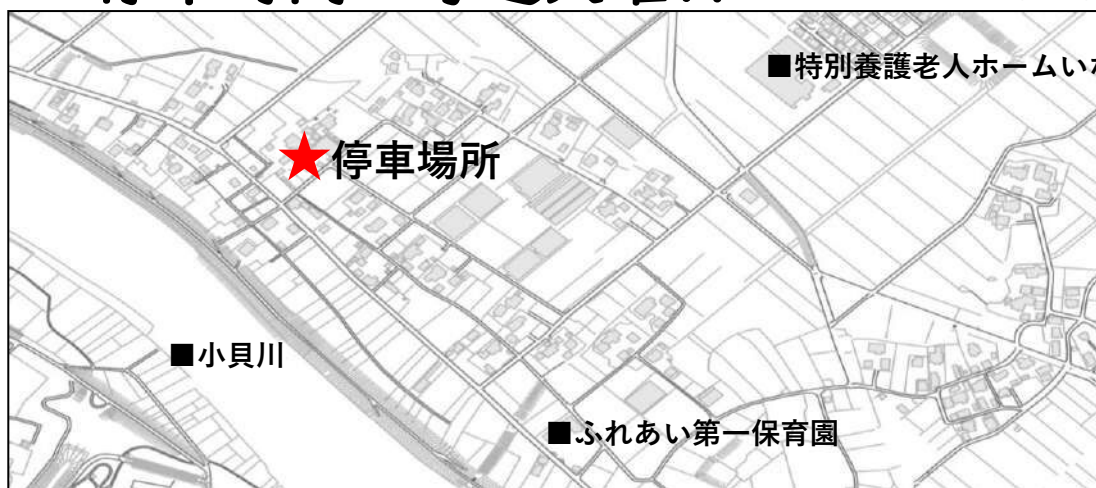 ■特別養護老人ホームいな
★停車場所
■小貝川
■ふれあい第一保育園